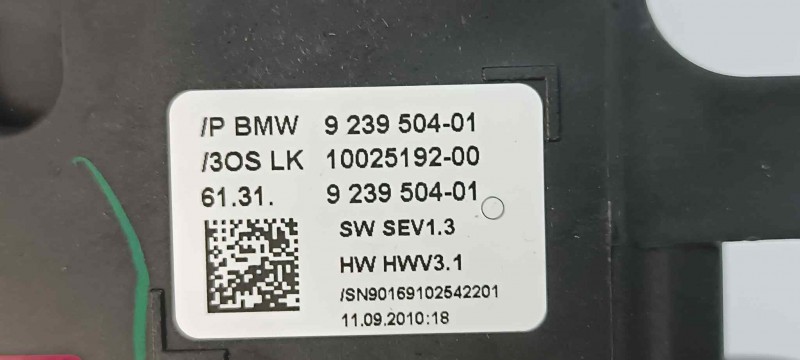 /P BMW 9 239 504-01
/3OS LK 10025192-00
61.31. 9 239 504-01
SW SEV1.3
HW HWV3.1
/SN90169102542201
11.09.2010:18